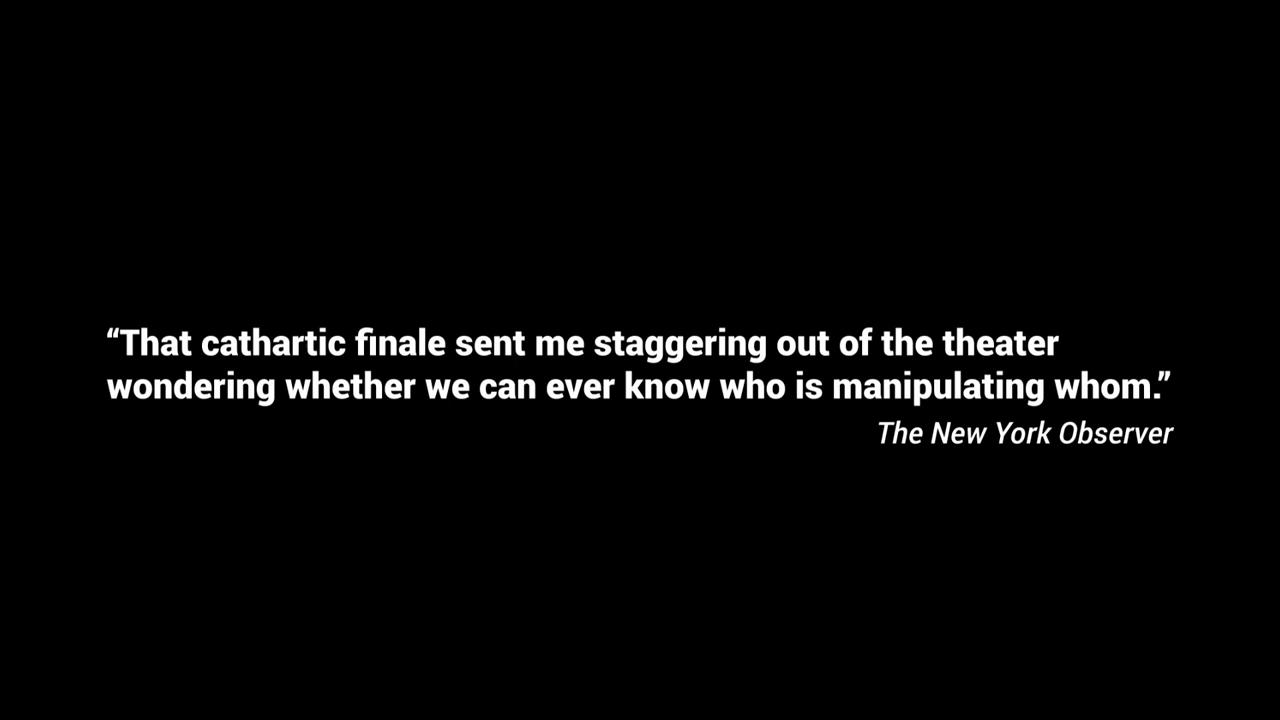 “That cathartic finale sent me staggering out of the theater
wondering whether we can ever know who is manipulating whom.”
The New York Observer